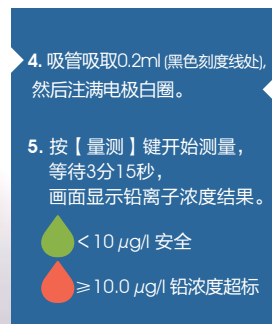 4. 吸管吸取0.2ml (黑色刻度线处),
然后注满电极白圈。
5. 按【量测】键开始测量，
等待3分15秒，
画面显示铅离子浓度结果。
< 10 μg/l 安全
≥ 10.0 μg/l 铅浓度超标